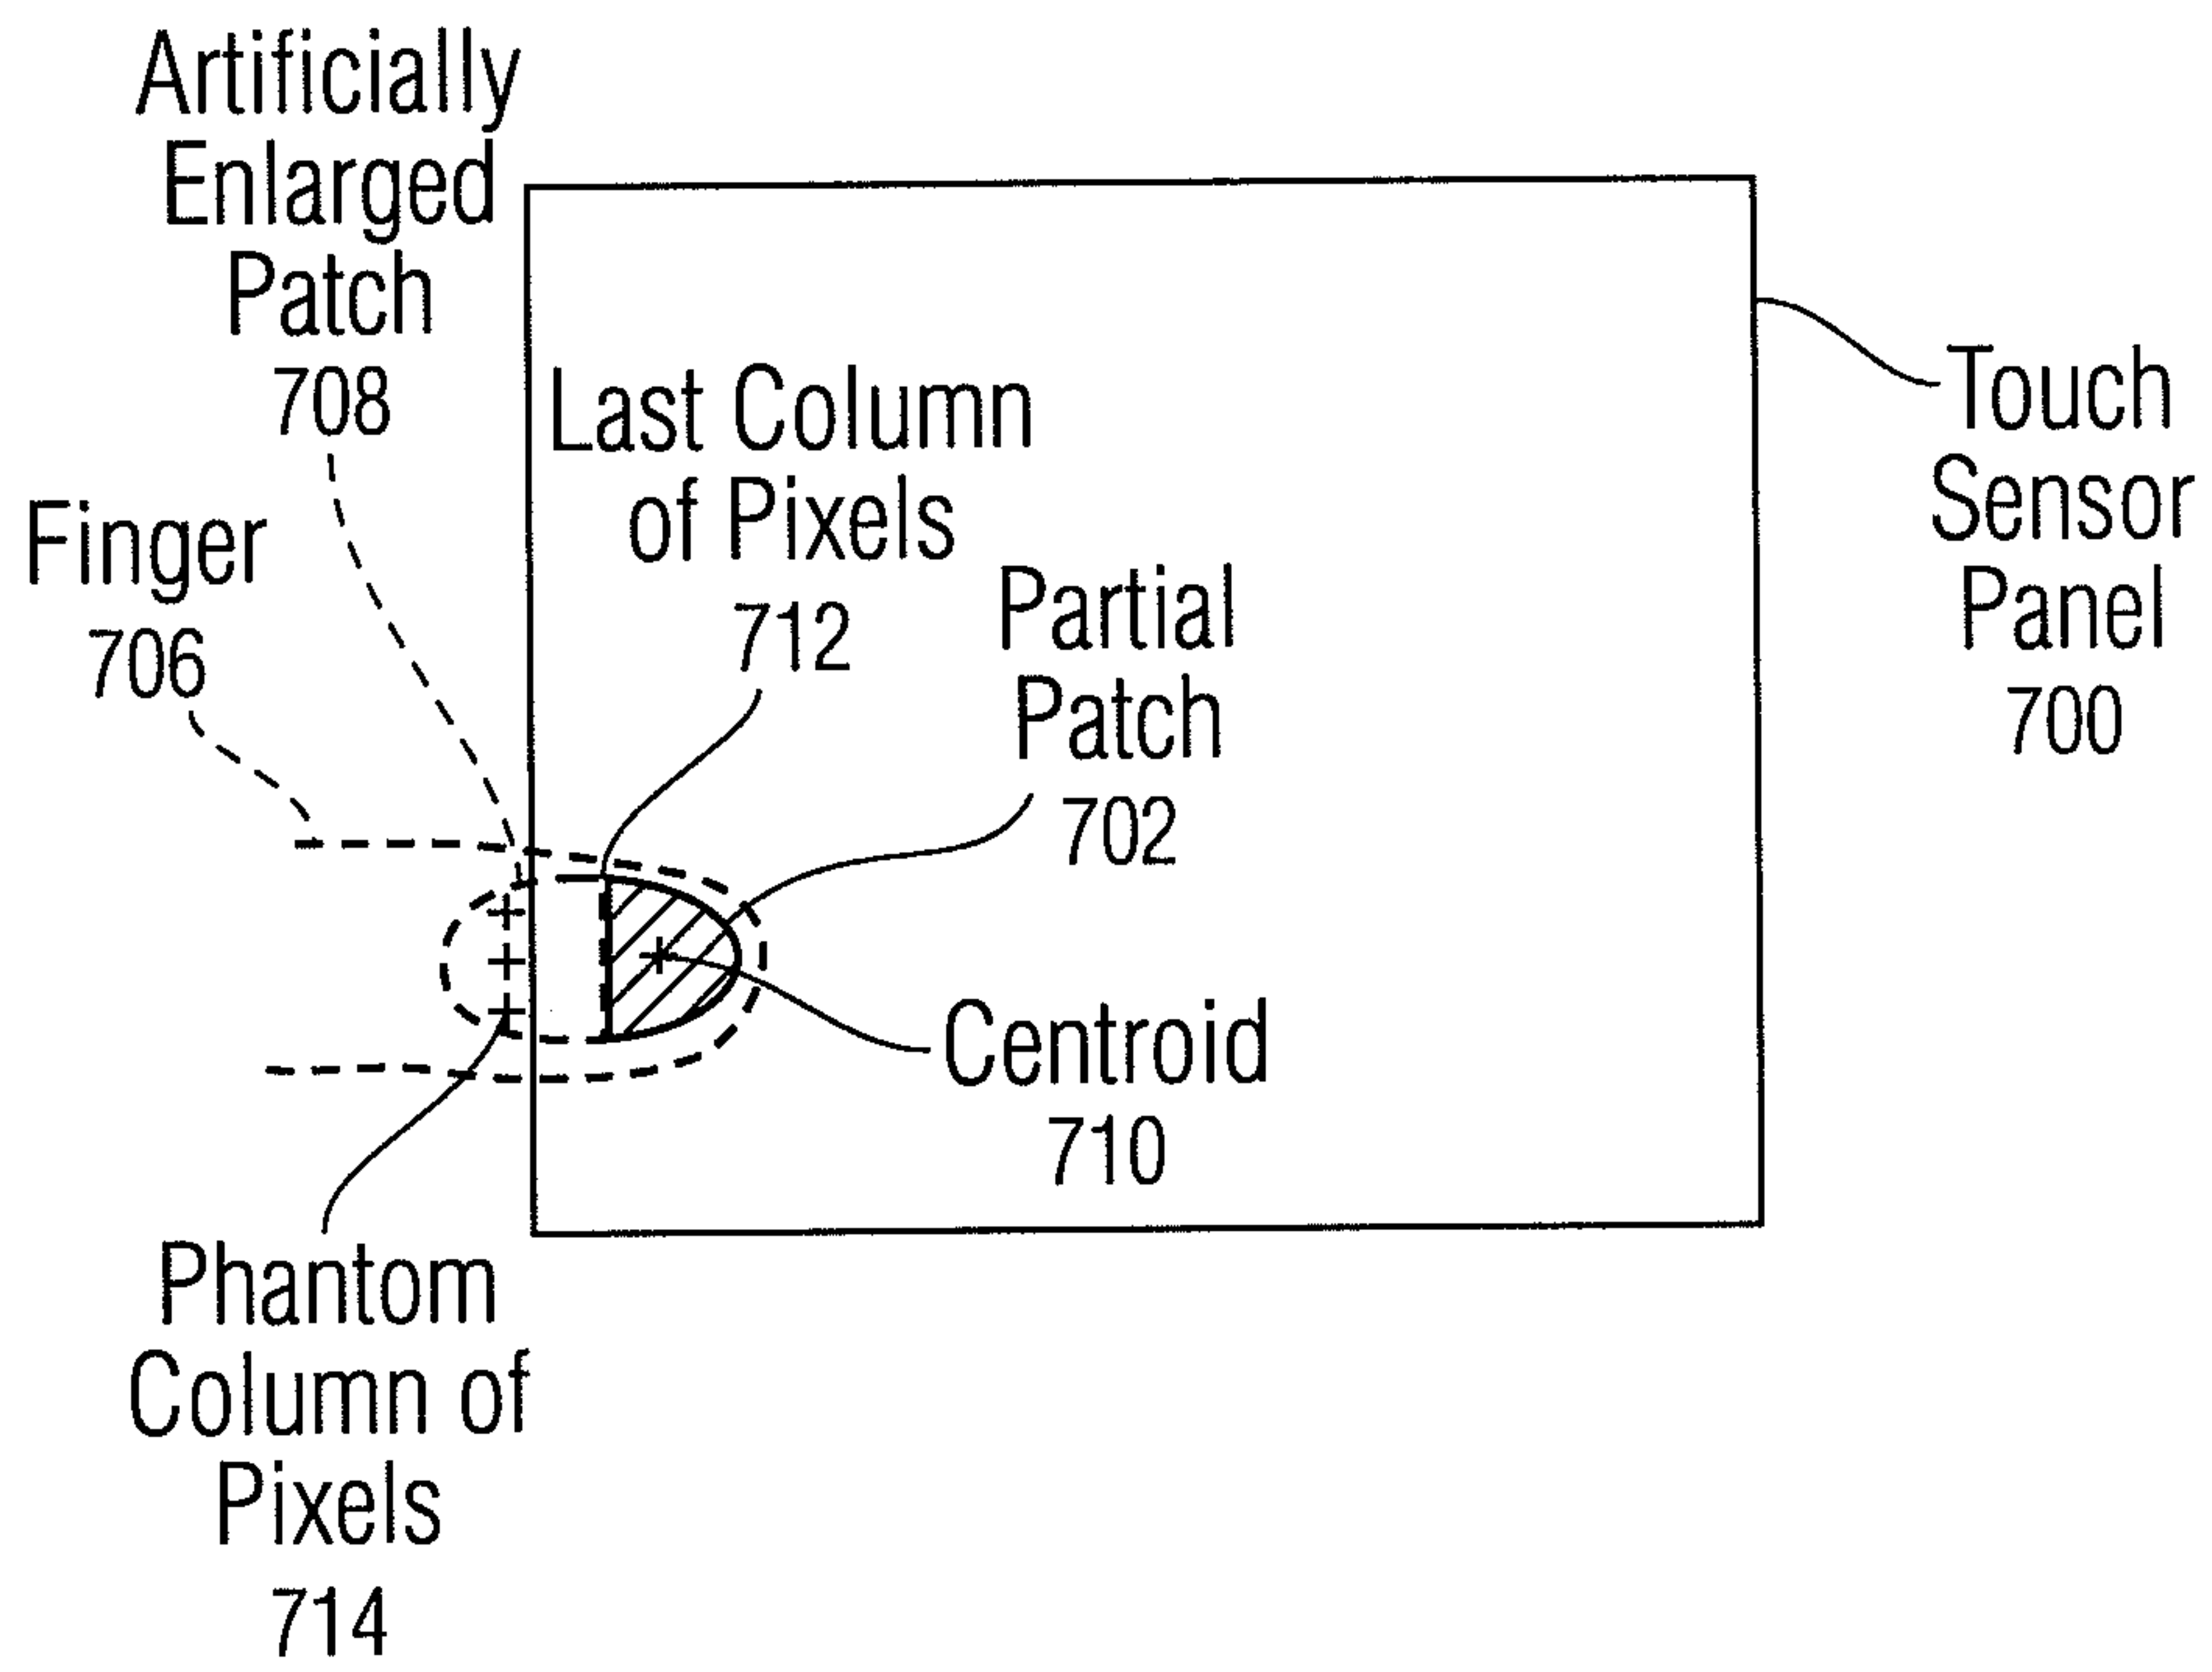 Artificially
Enlarged
Patch
708
Finger
706
Last Column
of Pixels
712
Partial
Patch
702
Touch
Sensor
Panel
700
Centroid
710
Phantom
Column of
Pixels
714